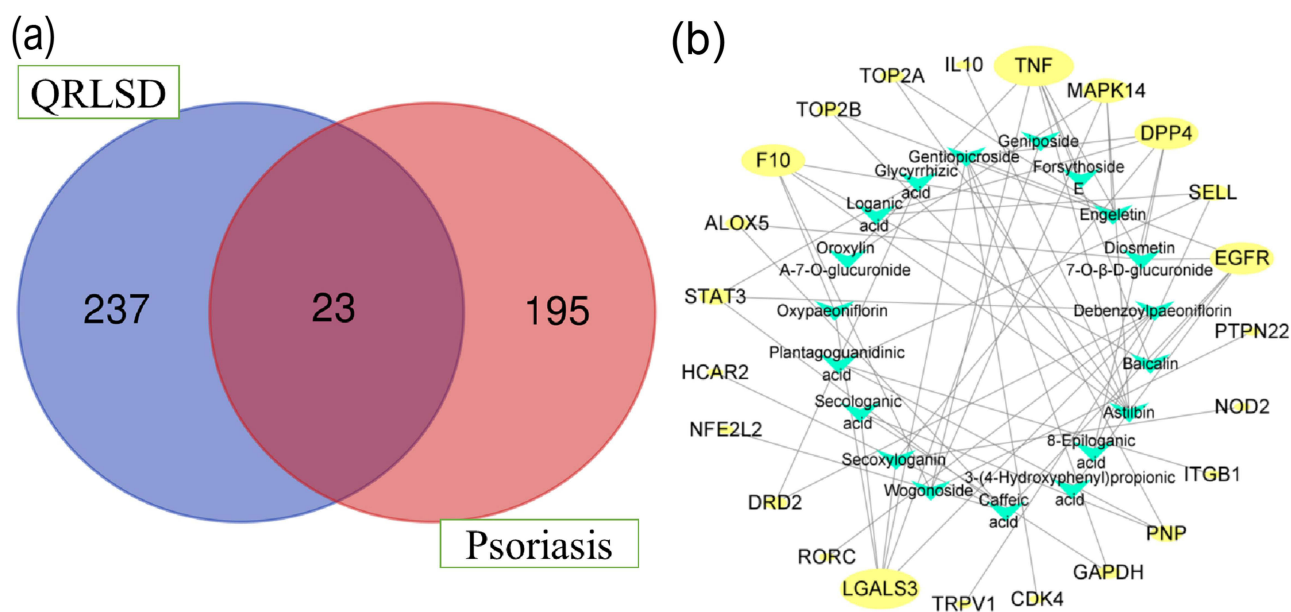 (a)
QRLSD
237
23
195
Psoriasis
(b)
IL10
TNF
TOP2A
MAPK14
TOP2B
DPP4
F10
SELL
ALOX5
EGFR
STAT3
PTPN22
HCAR2
NOD2
NFE2L2
ITGB1
DRD2
PNP
RORC
GAPDH
LGALS3
TRPV1
CDK4
Geniposide
Gentiopicroside
Forsythoside
E
Glycyrrhizic
acid
Engeletin
Loganic
acid
Diosmetin
7-O-β-D-glucuronide
Oroxylin
A-7-O-glucuronide
Oxypaeoniflorin
Debenzoylpaeoniflorin
Plantagoguanidinic
acid
Baicalin
Secologanic
acid
Astilbin
8-Epiloganic
acid
Secoxyloganin
3-(4-Hydroxyphenyl)propionic
acid
Wogonoside
Caffeic
acid